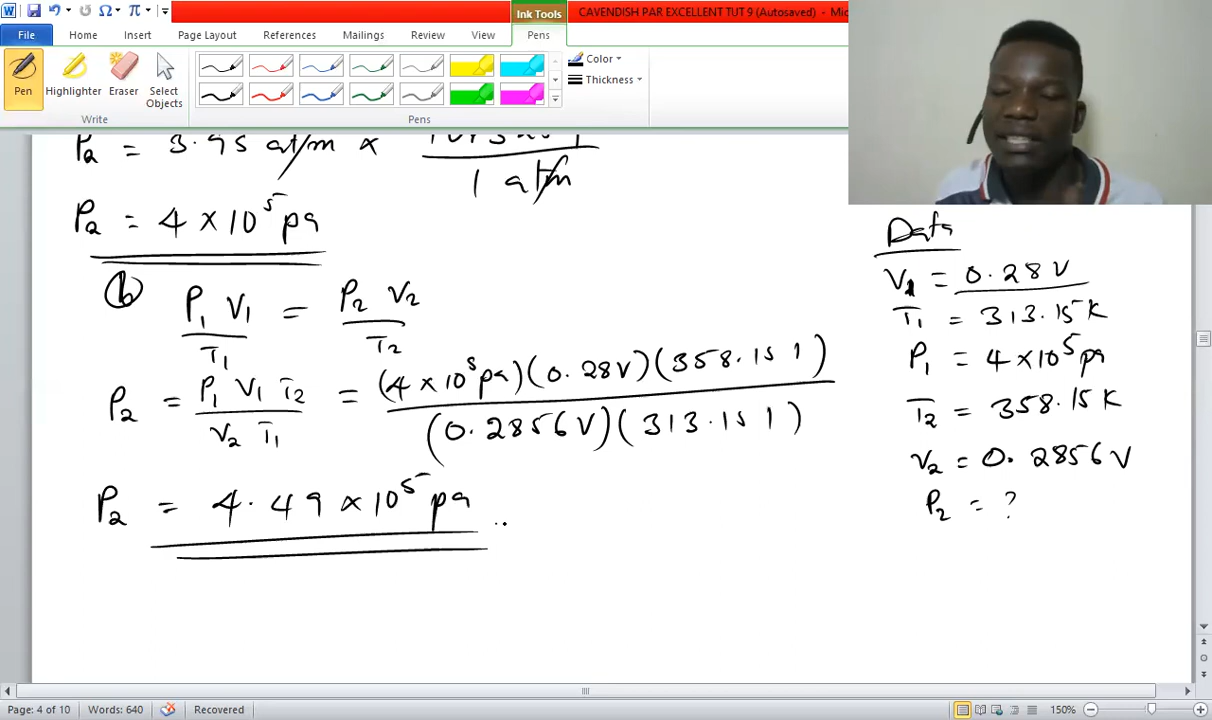 CAVENDISH PAR EXCELLENT TUT 9 (Autosaved) - Mic
Ink Tools
File Home Insert Page Layout References Mailings Review View Pens
Pen Highlighter Eraser Select Objects
Color
Thickness
Write
Pens
P2 = 3.95 atm x
1 atm
P2 = 4 x 10^5 pa
(b) P1 V1 / T1 = P2 V2 / T2
P2 = P1 V1 T2 / V2 T1 = (4 x 10^5 pa)(0.28V)(358.15 1) / (0.2856V)(313.15 1)
P2 = 4.49 x 10^5 pa
Data
V1 = 0.28V
T1 = 313.15K
P1 = 4 x 10^5 pa
T2 = 358.15K
V2 = 0.2856V
P2 = ?
Page: 4 of 10 Words: 640 Recovered 150%